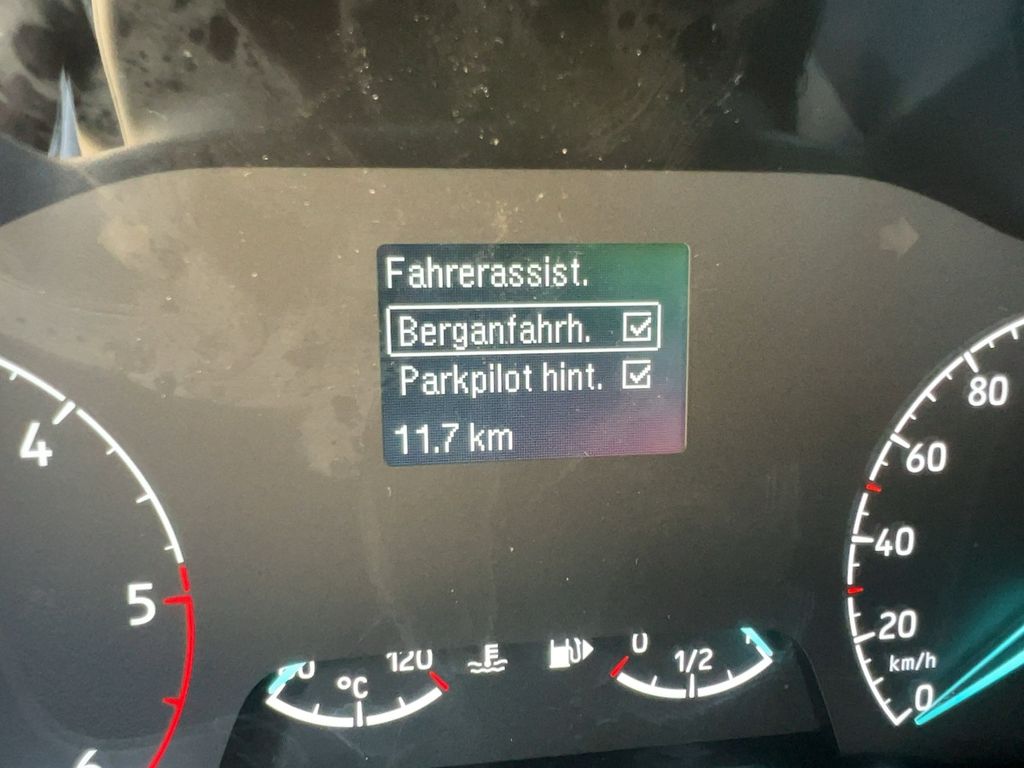 Fahrerassist.
Berganfahrh.
Parkpilot hint.
11.7 km
4
5
80
60
40
20
km/h
0
120
°C
0
1/2